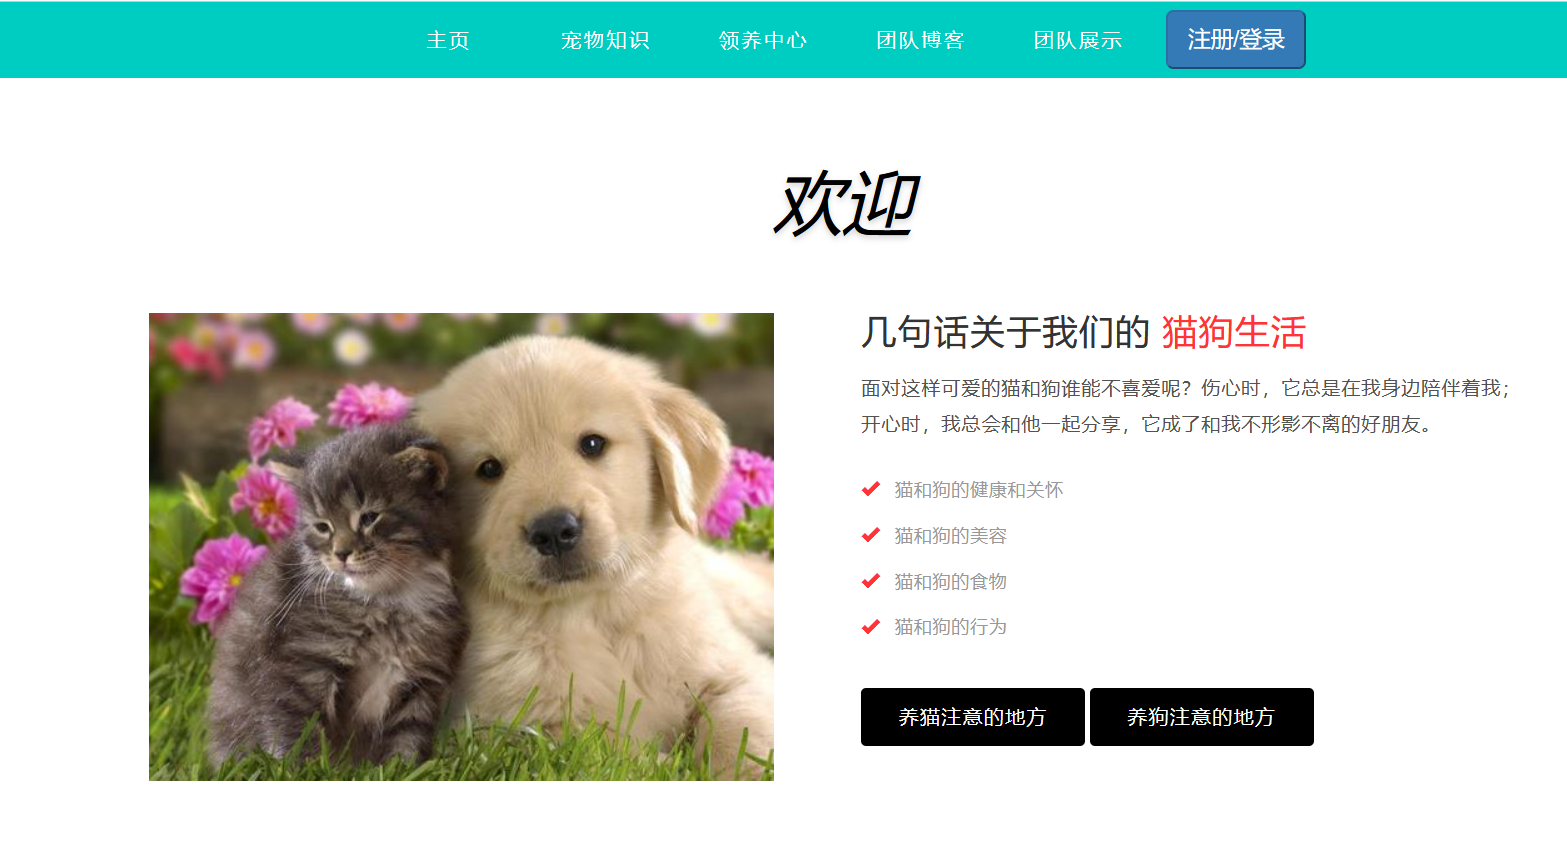 主页 宠物知识 领养中心 团队博客 团队展示 注册/登录
欢迎
几句话关于我们的 猫狗生活
面对这样可爱的猫和狗谁能不喜爱呢？伤心时，它总是在我身边陪伴着我；
开心时，我总会和他一起分享，它成了和我不形影不离的好朋友。
猫和狗的健康和关怀
猫和狗的美容
猫和狗的食物
猫和狗的行为
养猫注意的地方 养狗注意的地方